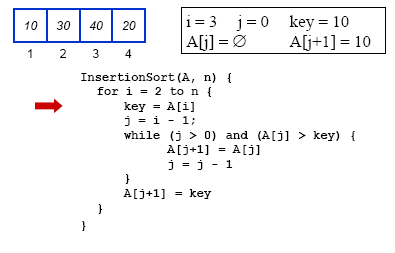 10 30 40 20
1 2 3 4
i = 3 j = 0 key = 10
A[j] = ∅ A[j+1] = 10
InsertionSort(A, n) {
for i = 2 to n {
key = A[i]
j = i - 1;
while (j > 0) and (A[j] > key) {
A[j+1] = A[j]
j = j - 1
}
A[j+1] = key
}
}